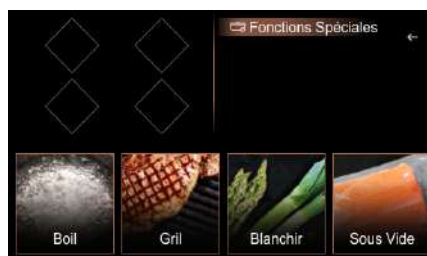 Fonctions Spéciales
Boil
Gril
Blanchir
Sous Vide